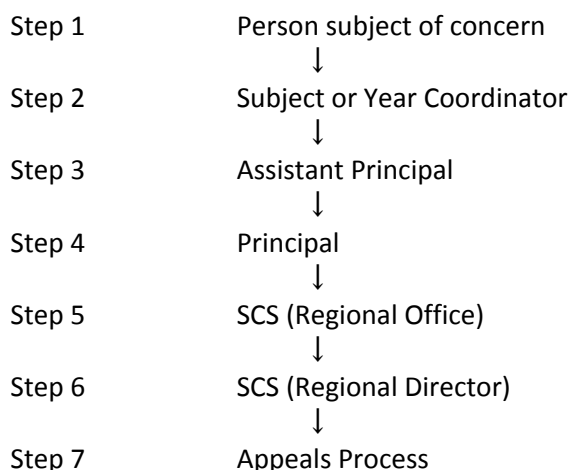 Step 1 Person subject of concern
↓
Step 2 Subject or Year Coordinator
↓
Step 3 Assistant Principal
↓
Step 4 Principal
↓
Step 5 SCS (Regional Office)
↓
Step 6 SCS (Regional Director)
↓
Step 7 Appeals Process